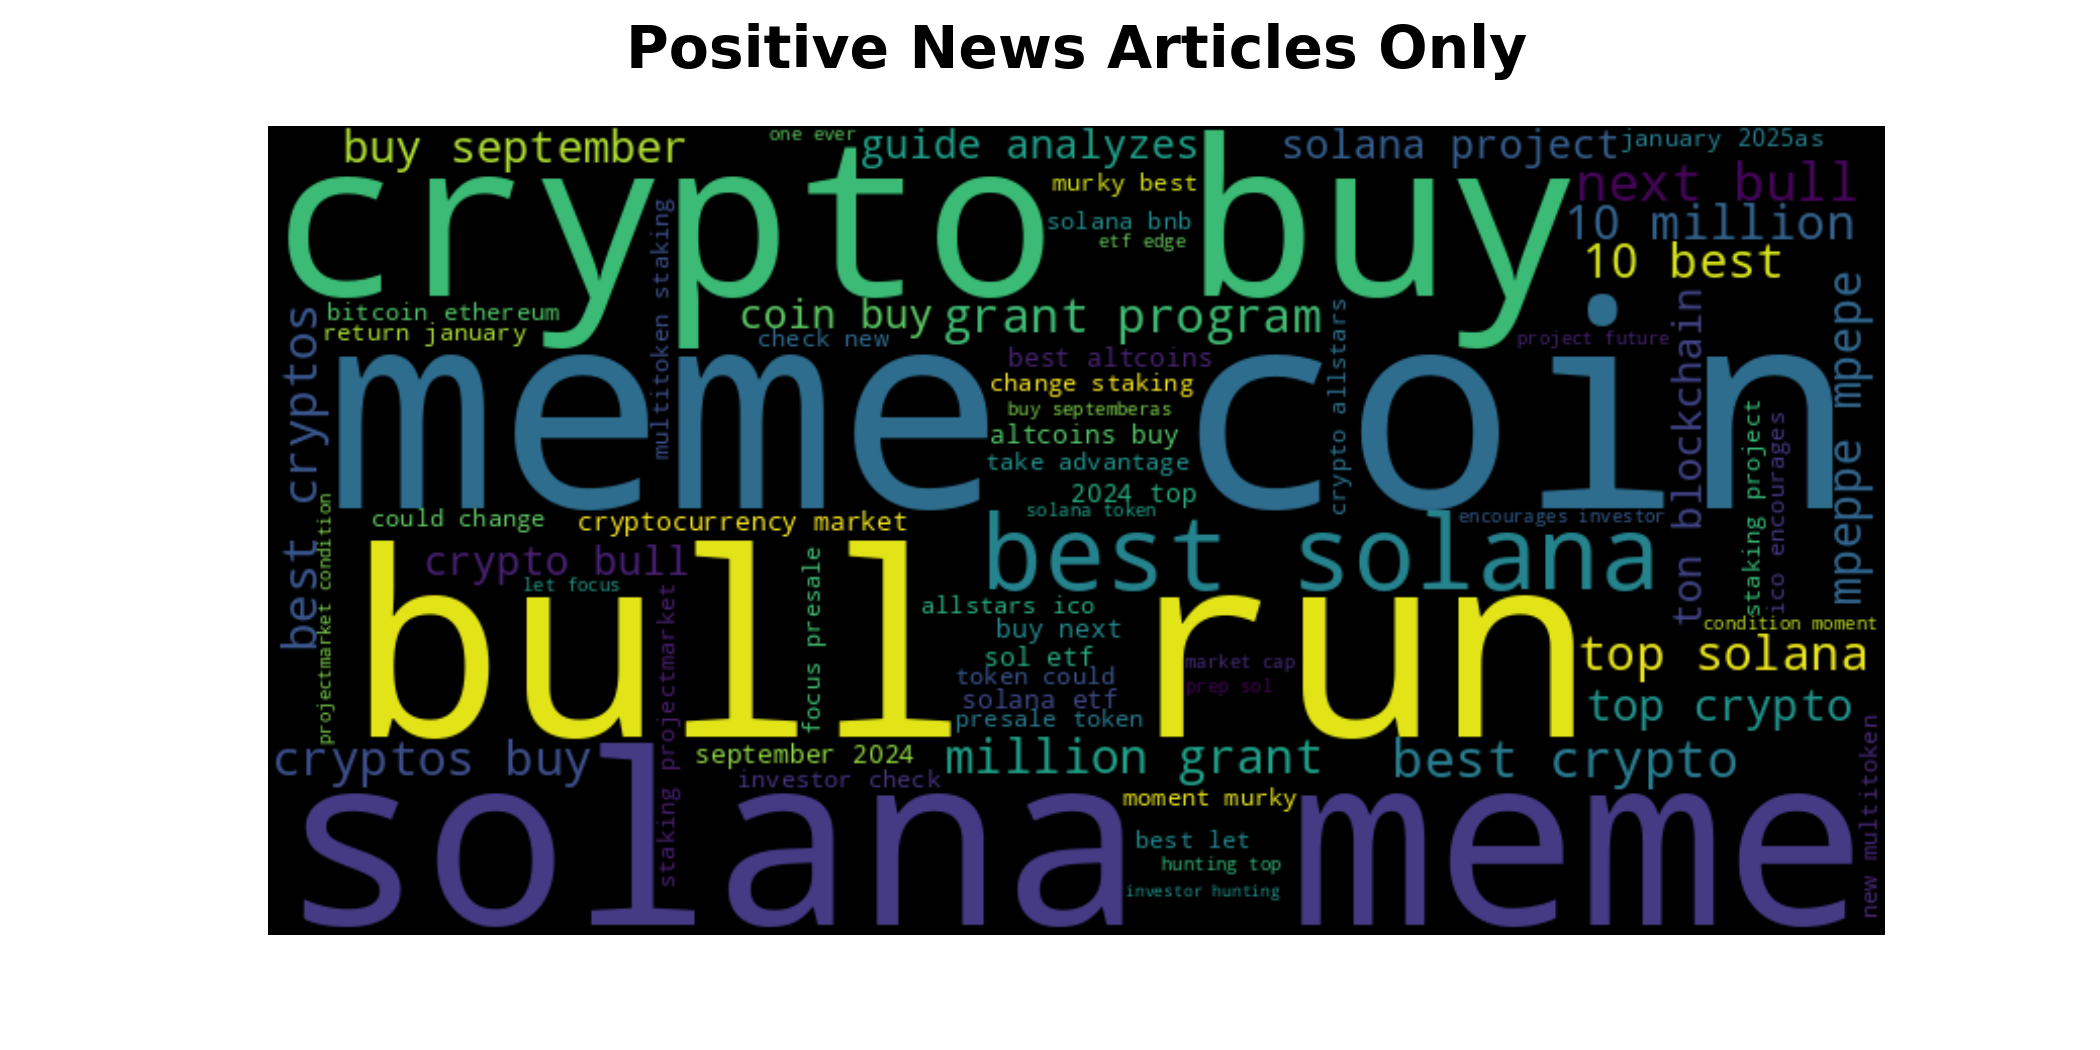 Positive News Articles Only
buy september
one ever
guide analyzes
solana project
january 2025as
crypto buy
murky best
next bull
solana bnb
10 million
etf edge
10 best
multitoken staking
best cryptos
bitcoin ethereum
return january
coin buy
grant program
check new
crypto allstars
project future
ton blockchain
mpeppe mpepe
meme coin
best altcoins
change staking
buy septemberas
altcoins buy
take advantage
2024 top
solana token
staking project
ico encourages
projectmarket condition
could change
cryptocurrency market
encourages investor
best solana
crypto bull
let focus
bull run
focus presale
staking projectmarket
allstars ico
buy next
condition moment
sol etf
top solana
market cap
token could
prep sol
solana etf
top crypto
presale token
cryptos buy
september 2024
million grant
best crypto
investor check
new multitoken
solana meme
moment murky
best let
hunting top
investor hunting